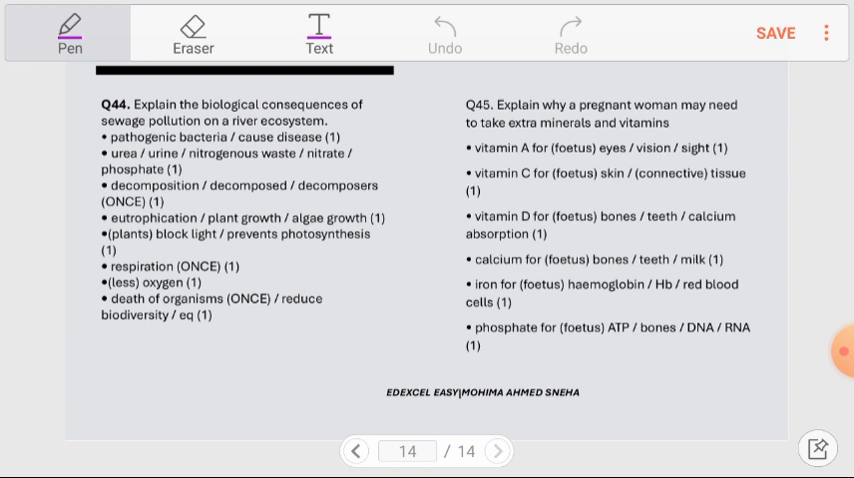 Pen
Eraser
Text
Undo
Redo
SAVE
Q44. Explain the biological consequences of
sewage pollution on a river ecosystem.
• pathogenic bacteria / cause disease (1)
• urea / urine / nitrogenous waste / nitrate /
phosphate (1)
• decomposition / decomposed / decomposers
(ONCE) (1)
• eutrophication / plant growth / algae growth (1)
•(plants) block light / prevents photosynthesis
(1)
• respiration (ONCE) (1)
•(less) oxygen (1)
• death of organisms (ONCE) / reduce
biodiversity / eq (1)
Q45. Explain why a pregnant woman may need
to take extra minerals and vitamins
• vitamin A for (foetus) eyes / vision / sight (1)
• vitamin C for (foetus) skin / (connective) tissue
(1)
• vitamin D for (foetus) bones / teeth / calcium
absorption (1)
• calcium for (foetus) bones / teeth / milk (1)
• iron for (foetus) haemoglobin / Hb / red blood
cells (1)
• phosphate for (foetus) ATP / bones / DNA / RNA
(1)
EDEXCEL EASY|MOHIMA AHMED SNEHA
14 / 14